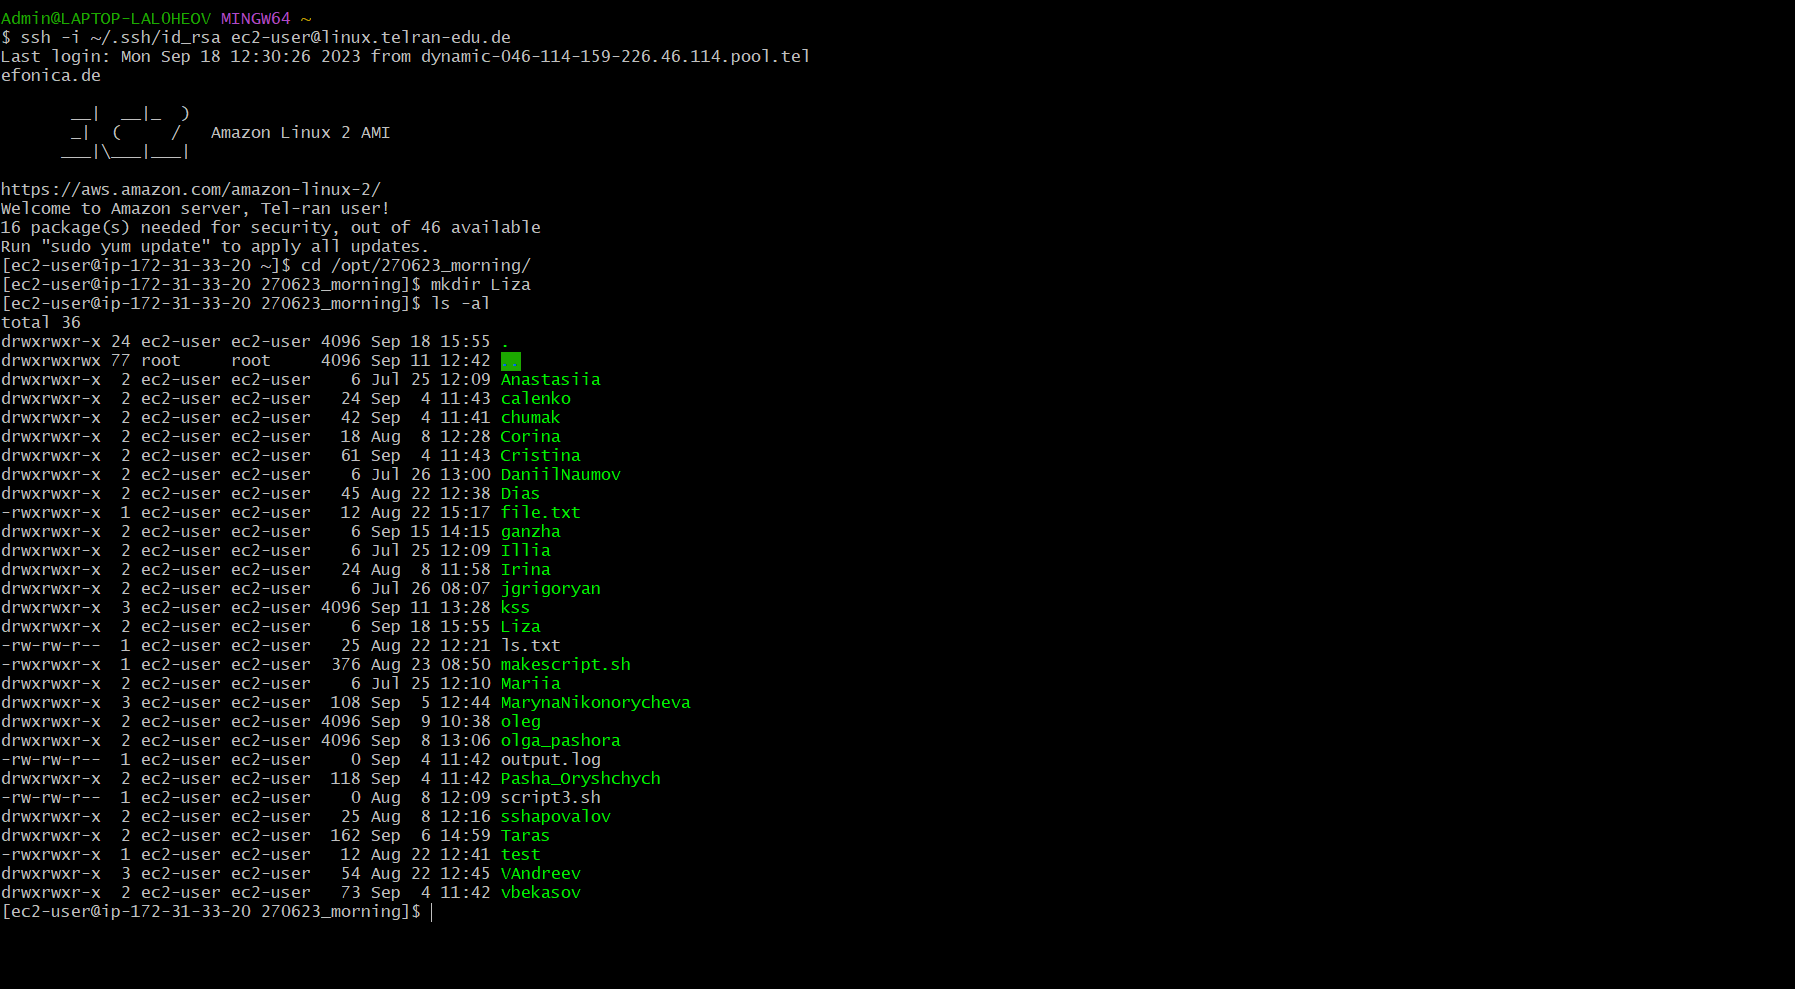 Admin@LAPTOP-LAL0HEOV MINGW64 ~
$ ssh -i ~/.ssh/id_rsa ec2-user@linux.telran-edu.de
Last login: Mon Sep 18 12:30:26 2023 from dynamic-046-114-159-226.46.114.pool.tel
efonica.de
       __|  __|_  )
       _|  (     /   Amazon Linux 2 AMI
      ___|\___|___|
https://aws.amazon.com/amazon-linux-2/
Welcome to Amazon server, Tel-ran user!
16 package(s) needed for security, out of 46 available
Run "sudo yum update" to apply all updates.
[ec2-user@ip-172-31-33-20 ~]$ cd /opt/270623_morning/
[ec2-user@ip-172-31-33-20 270623_morning]$ mkdir Liza
[ec2-user@ip-172-31-33-20 270623_morning]$ ls -al
total 36
drwxrwxr-x 24 ec2-user ec2-user 4096 Sep 18 15:55 .
drwxrwxrwx 77 root     root     4096 Sep 11 12:42 ..
drwxrwxr-x  2 ec2-user ec2-user    6 Jul 25 12:09 Anastasiia
drwxrwxr-x  2 ec2-user ec2-user   24 Sep  4 11:43 calenko
drwxrwxr-x  2 ec2-user ec2-user   42 Sep  4 11:41 chumak
drwxrwxr-x  2 ec2-user ec2-user   18 Aug  8 12:28 Corina
drwxrwxr-x  2 ec2-user ec2-user   61 Sep  4 11:43 Cristina
drwxrwxr-x  2 ec2-user ec2-user    6 Jul 26 13:00 DaniilNaumov
drwxrwxr-x  2 ec2-user ec2-user   45 Aug 22 12:38 Dias
-rwxrwxr-x  1 ec2-user ec2-user   12 Aug 22 15:17 file.txt
drwxrwxr-x  2 ec2-user ec2-user    6 Sep 15 14:15 ganzha
drwxrwxr-x  2 ec2-user ec2-user    6 Jul 25 12:09 Illia
drwxrwxr-x  2 ec2-user ec2-user   24 Aug  8 11:58 Irina
drwxrwxr-x  2 ec2-user ec2-user    6 Jul 26 08:07 jgrigoryan
drwxrwxr-x  3 ec2-user ec2-user 4096 Sep 11 13:28 kss
drwxrwxr-x  2 ec2-user ec2-user    6 Sep 18 15:55 Liza
-rw-rw-r--  1 ec2-user ec2-user   25 Aug 22 12:21 ls.txt
-rwxrwxr-x  1 ec2-user ec2-user  376 Aug 23 08:50 makescript.sh
drwxrwxr-x  2 ec2-user ec2-user    6 Jul 25 12:10 Mariia
drwxrwxr-x  3 ec2-user ec2-user  108 Sep  5 12:44 MarynaNikonorycheva
drwxrwxr-x  2 ec2-user ec2-user 4096 Sep  9 10:38 oleg
drwxrwxr-x  2 ec2-user ec2-user 4096 Sep  8 13:06 olga_pashora
-rw-rw-r--  1 ec2-user ec2-user    0 Sep  4 11:42 output.log
drwxrwxr-x  2 ec2-user ec2-user  118 Sep  4 11:42 Pasha_Oryshchych
-rw-rw-r--  1 ec2-user ec2-user    0 Aug  8 12:09 script3.sh
drwxrwxr-x  2 ec2-user ec2-user   25 Aug  8 12:16 sshapovalov
drwxrwxr-x  2 ec2-user ec2-user  162 Sep  6 14:59 Taras
-rwxrwxr-x  1 ec2-user ec2-user   12 Aug 22 12:41 test
drwxrwxr-x  3 ec2-user ec2-user   54 Aug 22 12:45 VAndreev
drwxrwxr-x  2 ec2-user ec2-user   73 Sep  4 11:42 vbekasov
[ec2-user@ip-172-31-33-20 270623_morning]$